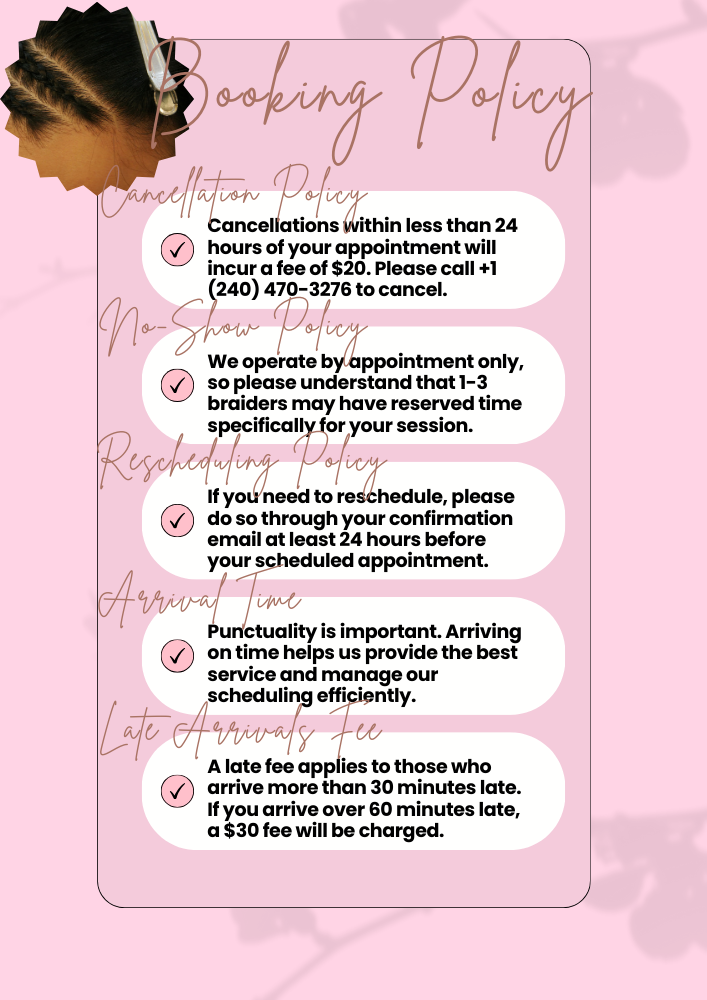 Booking Policy
Cancellation Policy
Cancellations within less than 24
hours of your appointment will
incur a fee of $20. Please call +1
(240) 470-3276 to cancel.
No-Show Policy
We operate by appointment only,
so please understand that 1-3
braiders may have reserved time
specifically for your session.
Rescheduling Policy
If you need to reschedule, please
do so through your confirmation
email at least 24 hours before
your scheduled appointment.
Arrival Time
Punctuality is important. Arriving
on time helps us provide the best
service and manage our
scheduling efficiently.
Late Arrivals Fee
A late fee applies to those who
arrive more than 30 minutes late.
If you arrive over 60 minutes late,
a $30 fee will be charged.